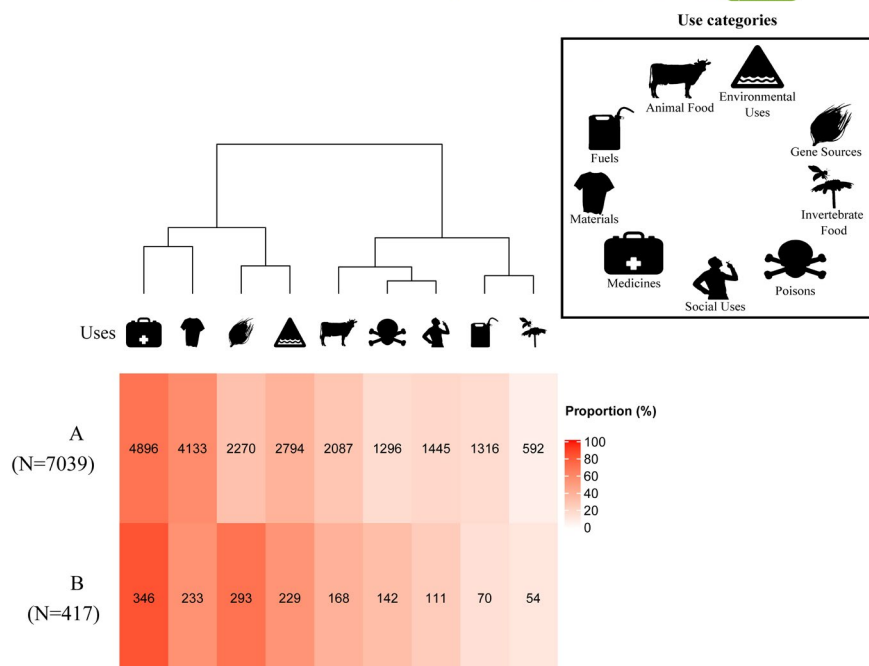 Use categories
Animal Food
Environmental
Uses
Fuels
Gene Sources
Materials
Invertebrate
Food
Medicines
Social Uses
Poisons
Uses
A
(N=7039)
4896 4133 2270 2794 2087 1296 1445 1316 592
B
(N=417)
346 233 293 229 168 142 111 70 54
Proportion (%)
100
80
60
40
20
0